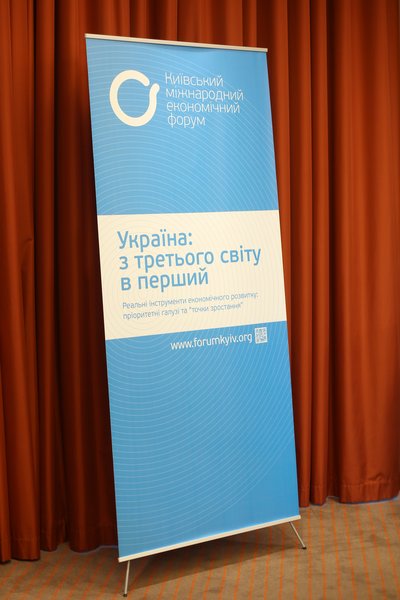 Київський
міжнародний
економічний
форум
Україна:
з третього світу
в перший
Реальні інструменти економічного розвитку:
пріоритетні галузі та "точки зростання"
www.forumkyiv.org